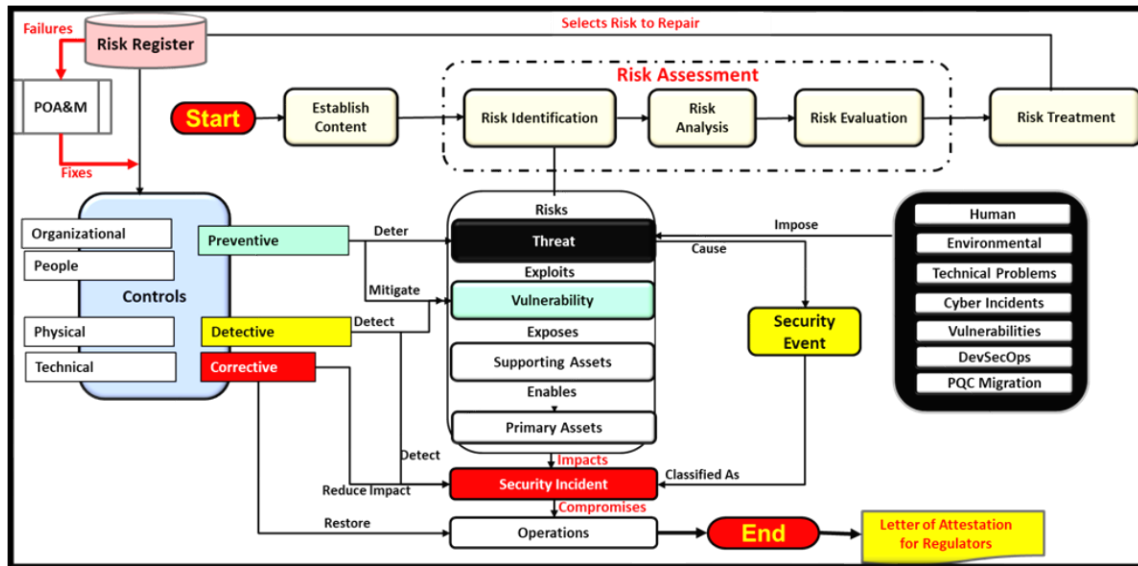 Failures
Risk Register
Selects Risk to Repair
POA&M
Fixes
Risk Assessment
Start
Establish
Content
Risk Identification
Risk
Analysis
Risk Evaluation
Risk Treatment
Organizational
People
Controls
Physical
Technical
Preventive
Detective
Corrective
Deter
Mitigate
Detect
Detect
Reduce Impact
Restore
Risks
Threat
Exploits
Vulnerability
Exposes
Supporting Assets
Enables
Primary Assets
Impacts
Security Incident
Compromises
Operations
Impose
Cause
Security
Event
Classified As
Human
Environmental
Technical Problems
Cyber Incidents
Vulnerabilities
DevSecOps
PQC Migration
End
Letter of Attestation
for Regulators